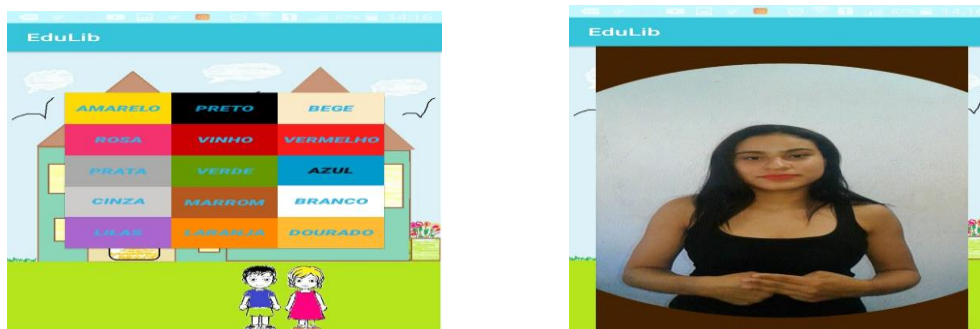 EduLib
AMARELO PRETO BEGE
ROSA VINHO VERMELHO
PRATA VERDE AZUL
CINZA MARROM BRANCO
LILAS LARANJA DOURADO
EduLib